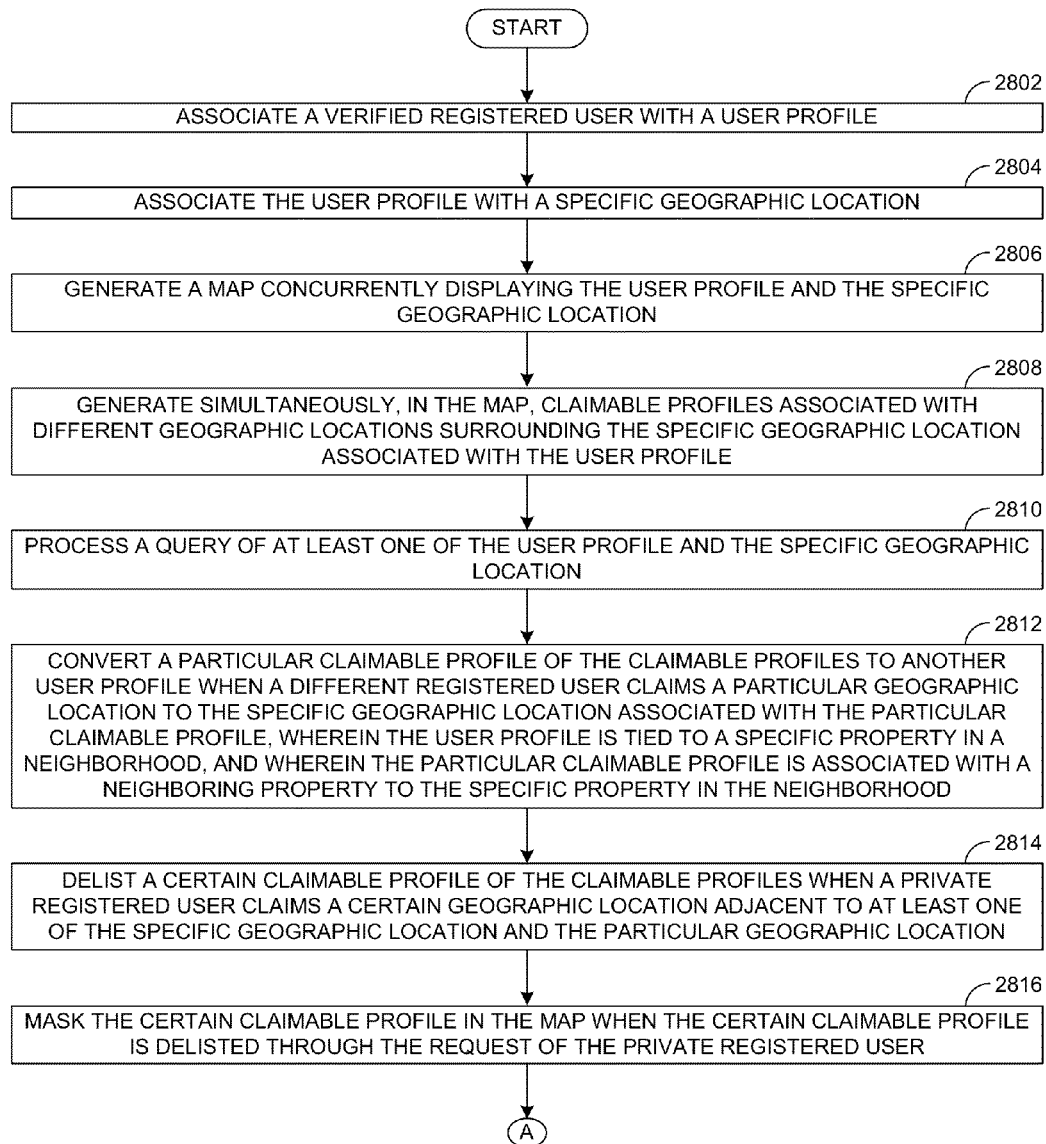 START
2802
ASSOCIATE A VERIFIED REGISTERED USER WITH A USER PROFILE
2804
ASSOCIATE THE USER PROFILE WITH A SPECIFIC GEOGRAPHIC LOCATION
2806
GENERATE A MAP CONCURRENTLY DISPLAYING THE USER PROFILE AND THE SPECIFIC
GEOGRAPHIC LOCATION
2808
GENERATE SIMULTANEOUSLY, IN THE MAP, CLAIMABLE PROFILES ASSOCIATED WITH
DIFFERENT GEOGRAPHIC LOCATIONS SURROUNDING THE SPECIFIC GEOGRAPHIC LOCATION
ASSOCIATED WITH THE USER PROFILE
2810
PROCESS A QUERY OF AT LEAST ONE OF THE USER PROFILE AND THE SPECIFIC GEOGRAPHIC
LOCATION
2812
CONVERT A PARTICULAR CLAIMABLE PROFILE OF THE CLAIMABLE PROFILES TO ANOTHER
USER PROFILE WHEN A DIFFERENT REGISTERED USER CLAIMS A PARTICULAR GEOGRAPHIC
LOCATION TO THE SPECIFIC GEOGRAPHIC LOCATION ASSOCIATED WITH THE PARTICULAR
CLAIMABLE PROFILE, WHEREIN THE USER PROFILE IS TIED TO A SPECIFIC PROPERTY IN A
NEIGHBORHOOD, AND WHEREIN THE PARTICULAR CLAIMABLE PROFILE IS ASSOCIATED WITH A
NEIGHBORING PROPERTY TO THE SPECIFIC PROPERTY IN THE NEIGHBORHOOD
2814
DELIST A CERTAIN CLAIMABLE PROFILE OF THE CLAIMABLE PROFILES WHEN A PRIVATE
REGISTERED USER CLAIMS A CERTAIN GEOGRAPHIC LOCATION ADJACENT TO AT LEAST ONE
OF THE SPECIFIC GEOGRAPHIC LOCATION AND THE PARTICULAR GEOGRAPHIC LOCATION
2816
MASK THE CERTAIN CLAIMABLE PROFILE IN THE MAP WHEN THE CERTAIN CLAIMABLE PROFILE
IS DELISTED THROUGH THE REQUEST OF THE PRIVATE REGISTERED USER
A